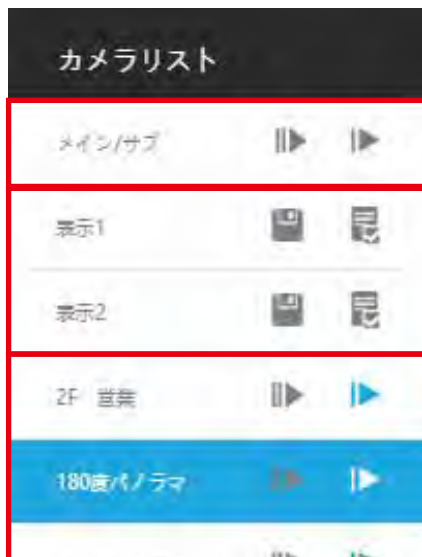 カメラリスト
メイン/サブ
表示1
表示2
2F 営業
180度パノラマ